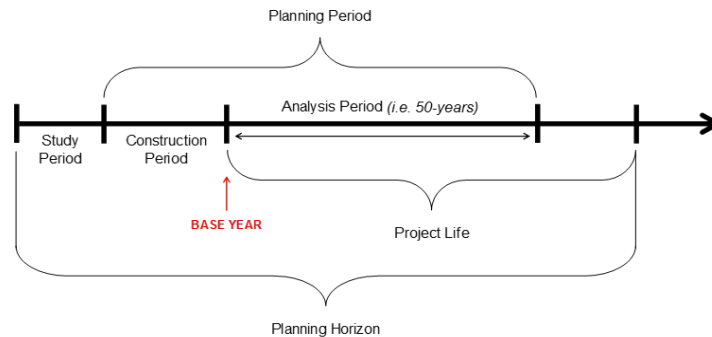 Planning Period
Analysis Period (i.e. 50-years)
Study
Period
Construction
Period
BASE YEAR
Project Life
Planning Horizon